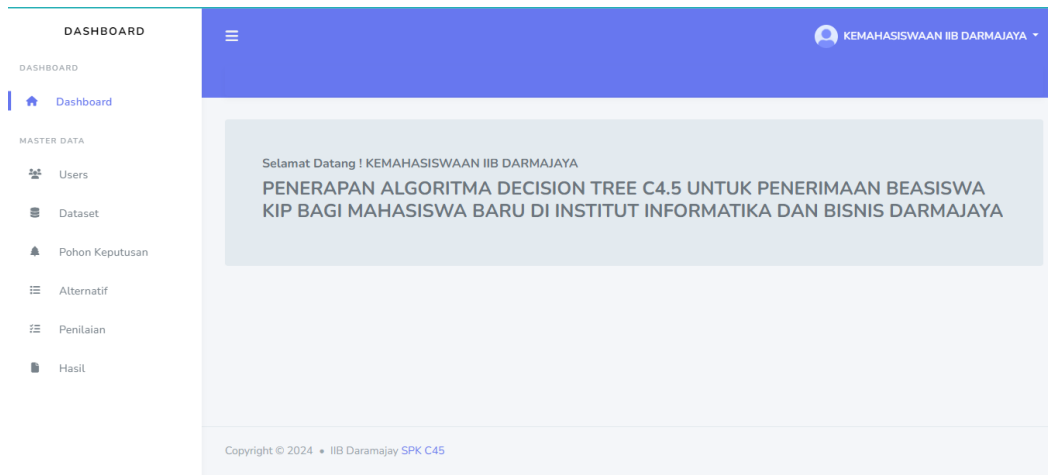 DASHBOARD
DASHBOARD
Dashboard
MASTER DATA
Users
Dataset
Pohon Keputusan
Alternatif
Penilaian
Hasil
KEMAHASISWAAN IIB DARMAJAYA
Selamat Datang ! KEMAHASISWAAN IIB DARMAJAYA
PENERAPAN ALGORITMA DECISION TREE C4.5 UNTUK PENERIMAAN BEASISWA
KIP BAGI MAHASISWA BARU DI INSTITUT INFORMATIKA DAN BISNIS DARMAJAYA
Copyright © 2024 • IIB Daramajay SPK C45